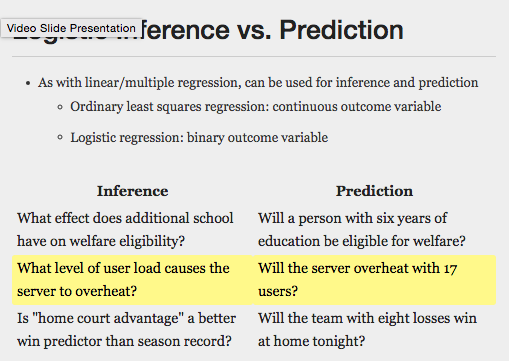 Video Slide Presentation
Logistic Inference vs. Prediction
As with linear/multiple regression, can be used for inference and prediction
Ordinary least squares regression: continuous outcome variable
Logistic regression: binary outcome variable
Inference Prediction
What effect does additional school Will a person with six years of
have on welfare eligibility? education be eligible for welfare?
What level of user load causes the Will the server overheat with 17
server to overheat? users?
Is "home court advantage" a better Will the team with eight losses win
win predictor than season record? at home tonight?